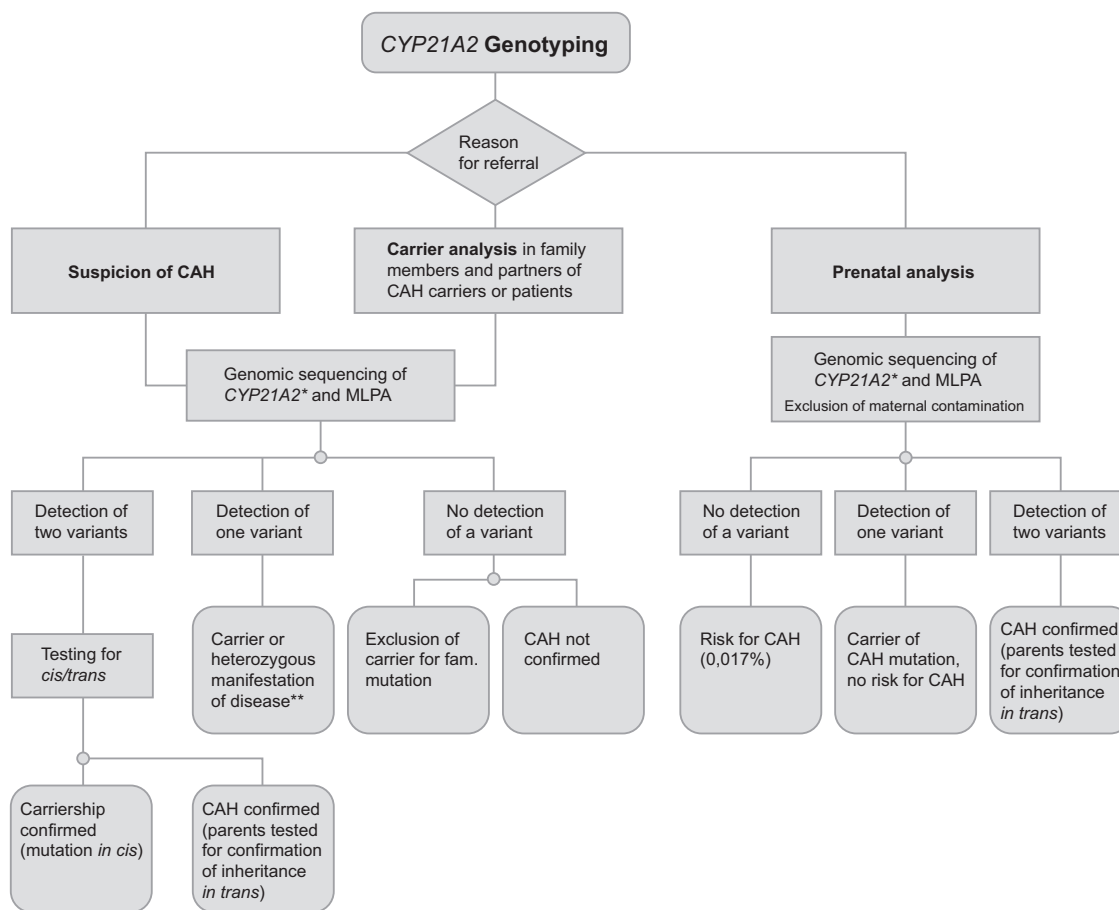 CYP21A2 Genotyping
Reason
for referral
Suspicion of CAH
Carrier analysis in family
members and partners of
CAH carriers or patients
Prenatal analysis
Genomic sequencing of
CYP21A2* and MLPA
Genomic sequencing of
CYP21A2* and MLPA
Exclusion of maternal contamination
Detection of
two variants
Detection of
one variant
No detection
of a variant
No detection
of a variant
Detection of
one variant
Detection of
two variants
Testing for
cis/trans
Carrier or
heterozygous
manifestation
of disease**
Exclusion of
carrier for fam.
mutation
CAH not
confirmed
Risk for CAH
(0,017%)
Carrier of
CAH mutation,
no risk for CAH
CAH confirmed
(parents tested
for confirmation
of inheritance
in trans)
Carriership
confirmed
(mutation in cis)
CAH confirmed
(parents tested
for confirmation
of inheritance
in trans)